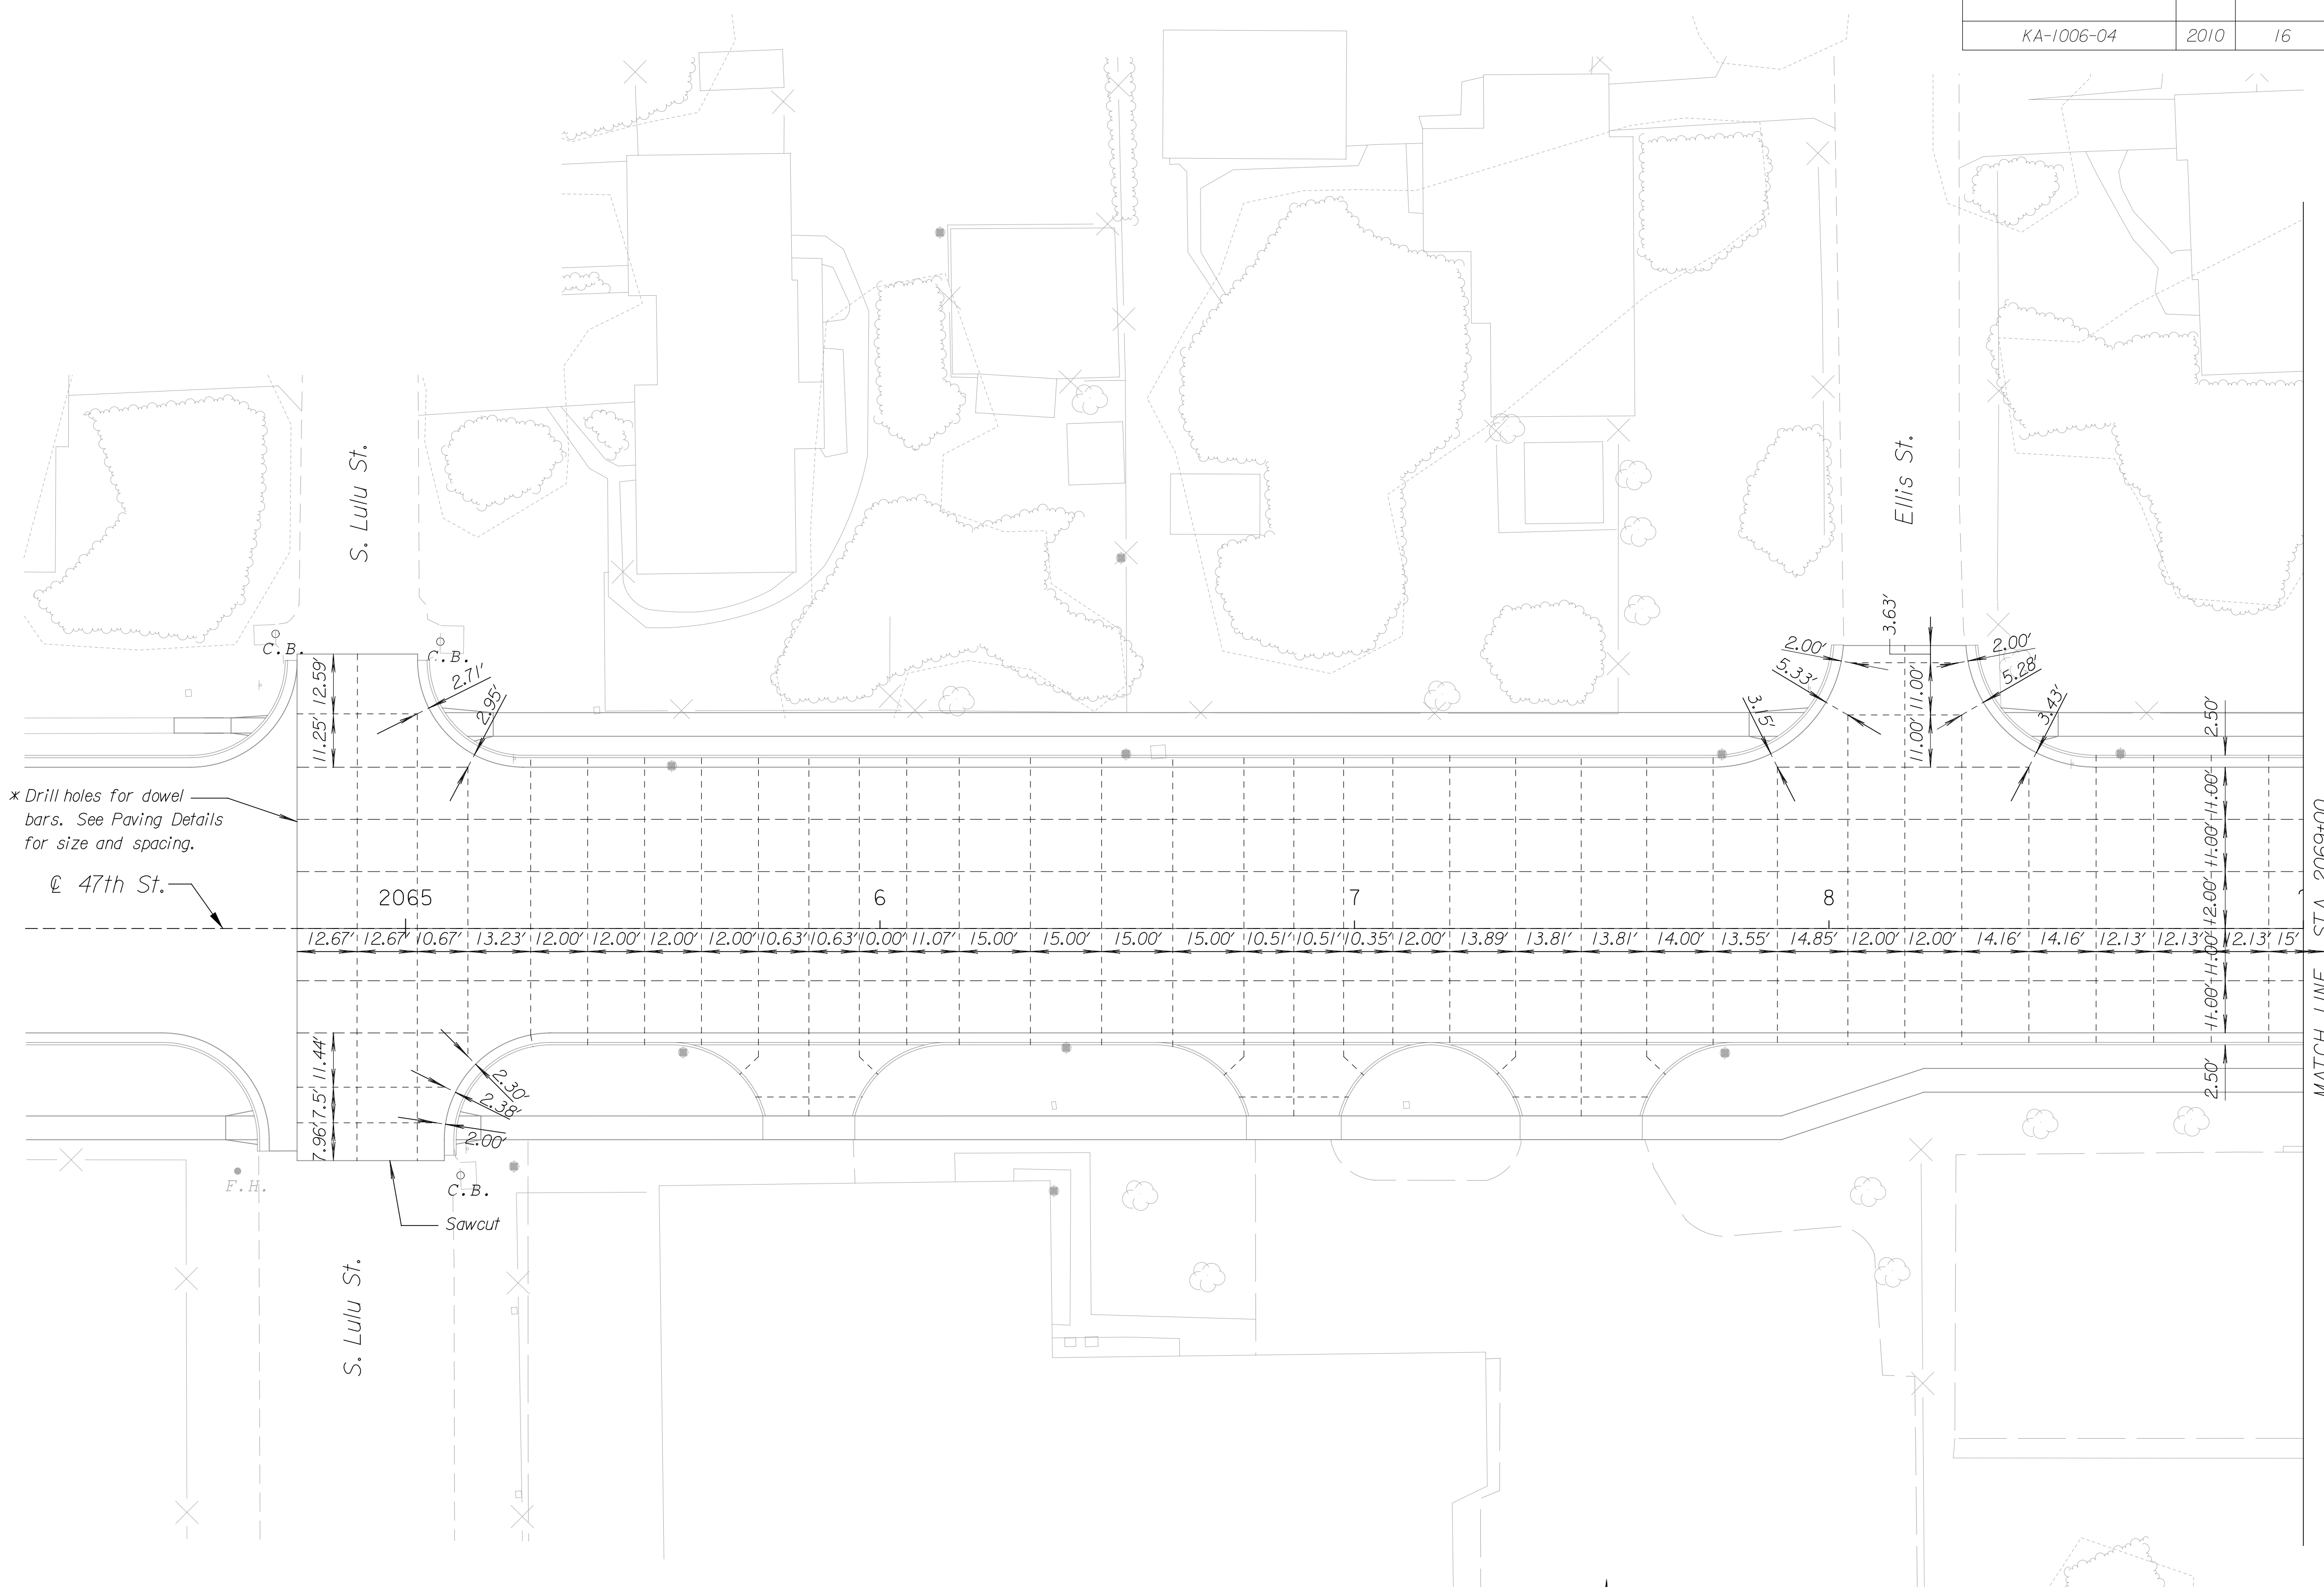 KA-1006-04 2010 16
S. Lulu St.
Ellis St.
C.B.
C.B.
12.59'
11.25'
2.71'
2.95'
3.63'
2.00'
2.00'
5.33'
5.28'
3.15'
3.43'
11.00'
11.00'
2.50'
* Drill holes for dowel
bars. See Paving Details
for size and spacing.
℄ 47th St.
2065 6 7 8
12.67' 12.67' 10.67' 13.23' 12.00' 12.00' 12.00' 12.00' 10.63' 10.63' 10.00' 11.07' 15.00' 15.00' 15.00' 15.00' 10.51' 10.51' 10.35' 12.00' 13.89' 13.81' 13.81' 14.00' 13.55' 14.85' 12.00' 12.00' 14.16' 14.16' 12.13' 12.13' 12.13' 15'
11.00'
11.00'
12.00'
11.00'
11.00'
2.50'
MATCH LINE STA. 2069+00
11.44'
7.51'
7.96'
2.30'
2.38'
2.00'
F.H.
C.B.
Sawcut
S. Lulu St.